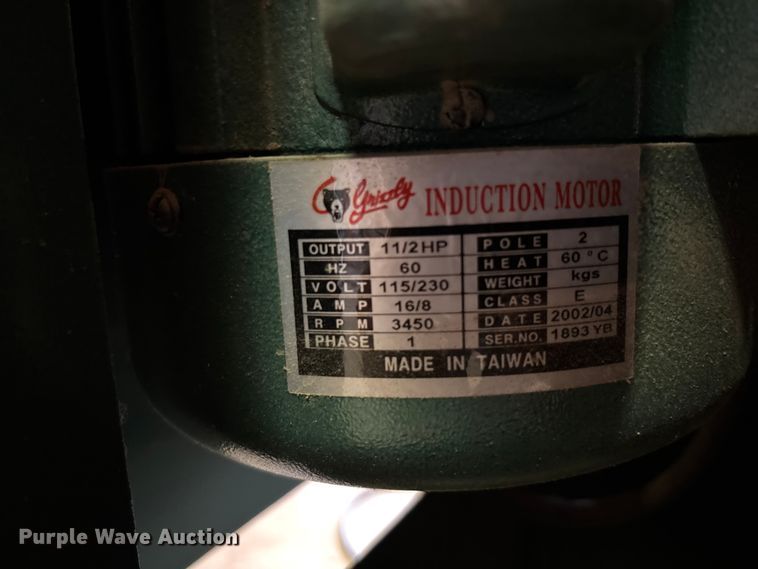 Grizzly INDUCTION MOTOR
OUTPUT 11/2HP POLE 2
HZ 60 HEAT 60 °C
VOLT 115/230 WEIGHT kgs
AMP 16/8 CLASS E
RPM 3450 DATE 2002/04
PHASE 1 SER.NO. 1893 YB
MADE IN TAIWAN
Purple Wave Auction